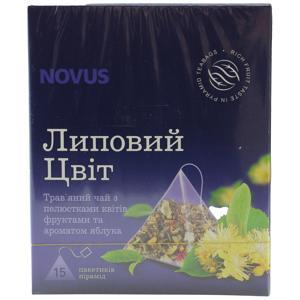 NOVUS
RICH FRUIT TASTE IN PYRAMID TEABAGS
Липовий
Цвіт
Трав'яний чай з
пелюстками квітів,
фруктами та
ароматом яблука
15 пакетиків
пірамід